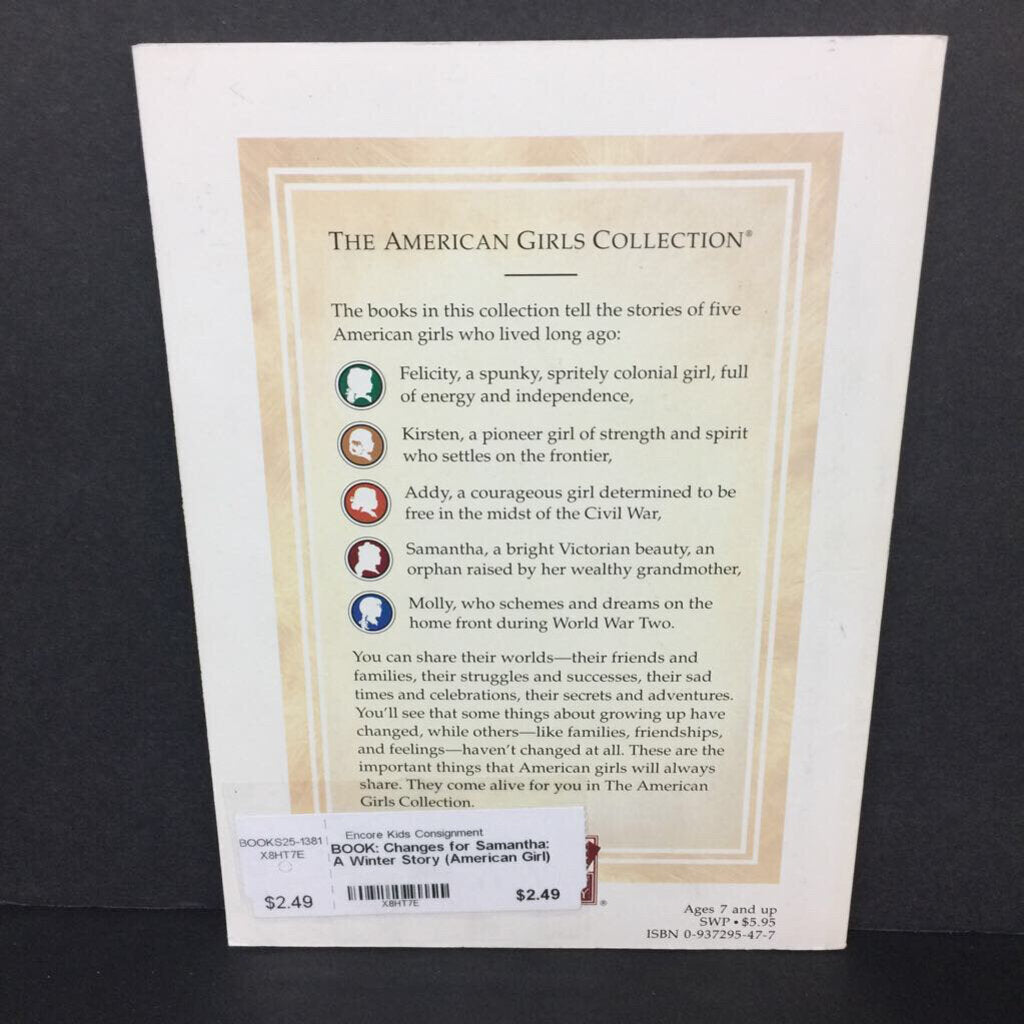 THE AMERICAN GIRLS COLLECTION®
The books in this collection tell the stories of five
American girls who lived long ago:
Felicity, a spunky, spritely colonial girl, full
of energy and independence,
Kirsten, a pioneer girl of strength and spirit
who settles on the frontier,
Addy, a courageous girl determined to be
free in the midst of the Civil War,
Samantha, a bright Victorian beauty, an
orphan raised by her wealthy grandmother,
Molly, who schemes and dreams on the
home front during World War Two.
You can share their worlds—their friends and
families, their struggles and successes, their sad
times and celebrations, their secrets and adventures.
You'll see that some things about growing up have
changed, while others—like families, friendships,
and feelings—haven't changed at all. These are the
important things that American girls will always
share. They come alive for you in The American
Girls Collection.
BOOKS25-1381
X8HT7E
$2.49
Encore Kids Consignment
BOOK: Changes for Samantha:
A Winter Story (American Girl)
X8HT7E
$2.49
®
Ages 7 and up
SWP • $5.95
ISBN 0-937295-47-7